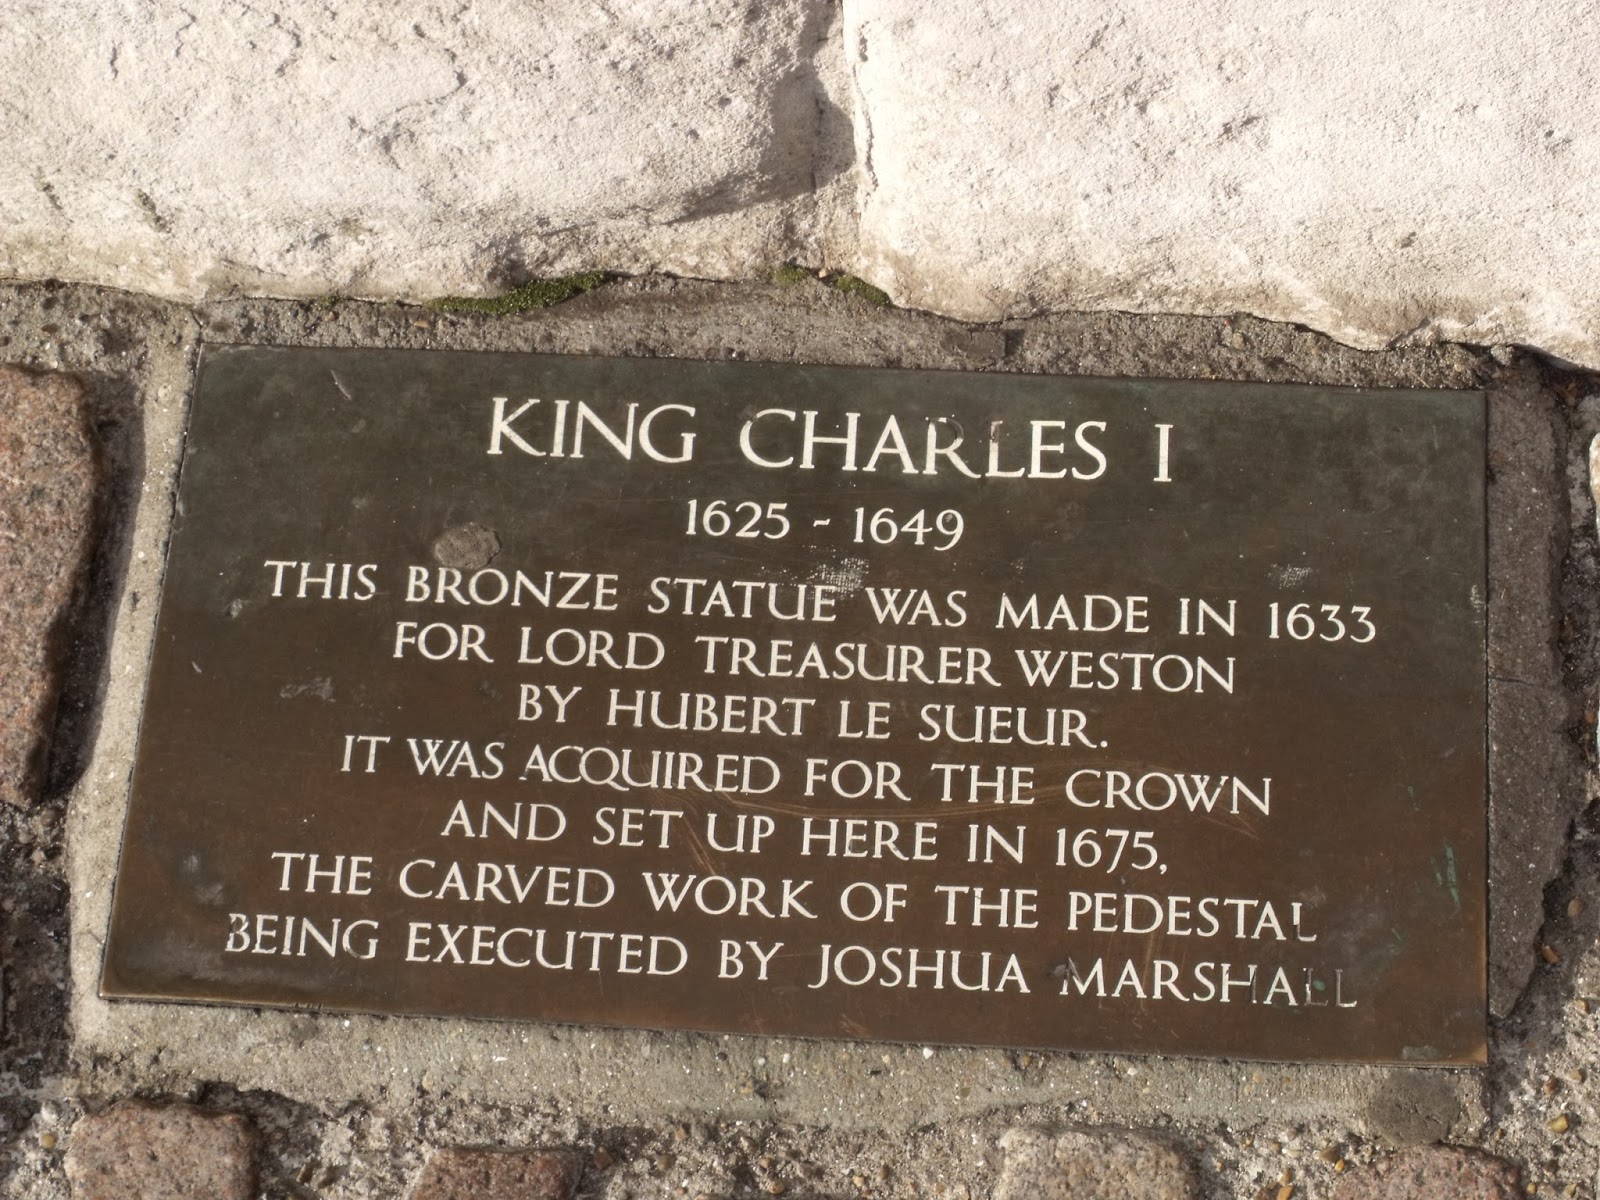 KING CHARLES I
1625 - 1649
THIS BRONZE STATUE WAS MADE IN 1633
FOR LORD TREASURER WESTON
BY HUBERT LE SUEUR.
IT WAS ACQUIRED FOR THE CROWN
AND SET UP HERE IN 1675,
THE CARVED WORK OF THE PEDESTAL
BEING EXECUTED BY JOSHUA MARSHALL